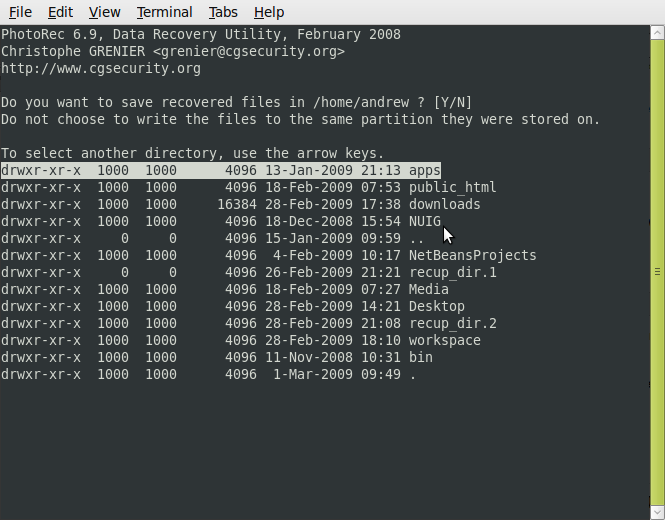 File Edit View Terminal Tabs Help
PhotoRec 6.9, Data Recovery Utility, February 2008
Christophe GRENIER <grenier@cgsecurity.org>
http://www.cgsecurity.org
Do you want to save recovered files in /home/andrew ? [Y/N]
Do not choose to write the files to the same partition they were stored on.
To select another directory, use the arrow keys.
drwxr-xr-x  1000  1000      4096 13-Jan-2009 21:13 apps
drwxr-xr-x  1000  1000      4096 18-Feb-2009 07:53 public_html
drwxr-xr-x  1000  1000     16384 28-Feb-2009 17:38 downloads
drwxr-xr-x  1000  1000      4096 18-Dec-2008 15:54 NUIG
drwxr-xr-x     0     0      4096 15-Jan-2009 09:59 ..
drwxr-xr-x  1000  1000      4096  4-Feb-2009 10:17 NetBeansProjects
drwxr-xr-x     0     0      4096 26-Feb-2009 21:21 recup_dir.1
drwxr-xr-x  1000  1000      4096 18-Feb-2009 07:27 Media
drwxr-xr-x  1000  1000      4096 28-Feb-2009 14:21 Desktop
drwxr-xr-x  1000  1000      4096 28-Feb-2009 21:08 recup_dir.2
drwxr-xr-x  1000  1000      4096 28-Feb-2009 18:10 workspace
drwxr-xr-x  1000  1000      4096 11-Nov-2008 10:31 bin
drwxr-xr-x  1000  1000      4096  1-Mar-2009 09:49 .